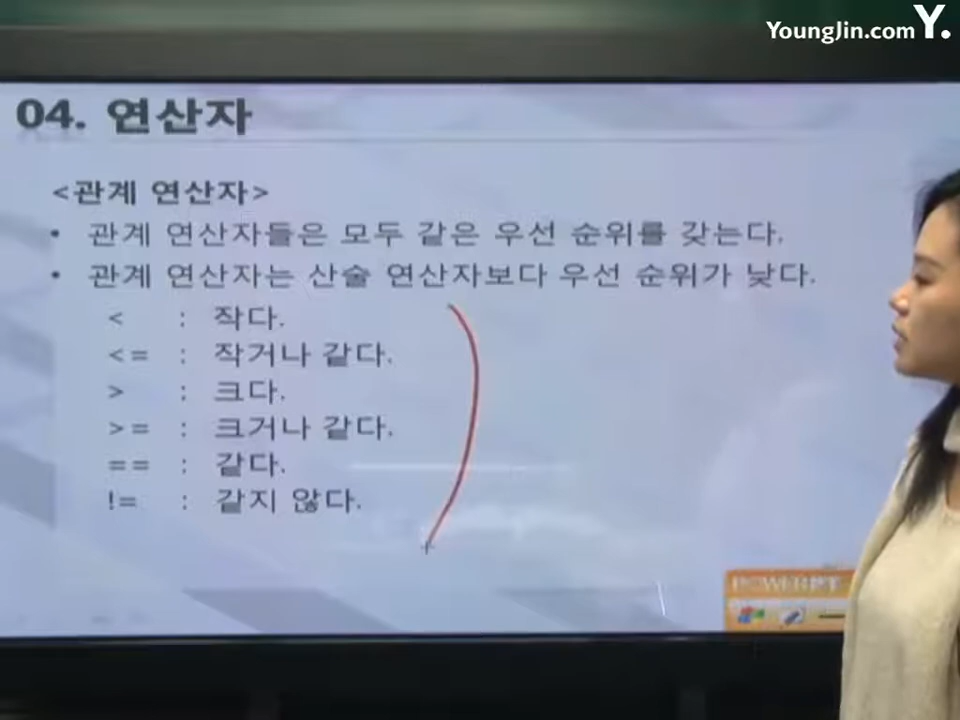 YoungJin.com Y.
04. 연산자
<관계 연산자>
• 관계 연산자들은 모두 같은 우선 순위를 갖는다.
• 관계 연산자는 산술 연산자보다 우선 순위가 낮다.
< : 작다.
<= : 작거나 같다.
> : 크다.
>= : 크거나 같다.
== : 같다.
!= : 같지 않다.